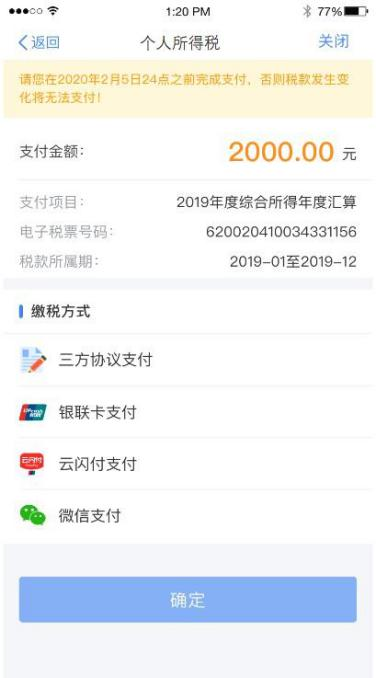 1:20 PM
77%
返回
个人所得税
关闭
请您在2020年2月5日24点之前完成支付，否则税款发生变
化将无法支付！
支付金额：
2000.00 元
支付项目：
2019年度综合所得年度汇算
电子税票号码：
620020410034331156
税款所属期：
2019-01至2019-12
缴税方式
三方协议支付
银联卡支付
云闪付
云闪付支付
微信支付
确定